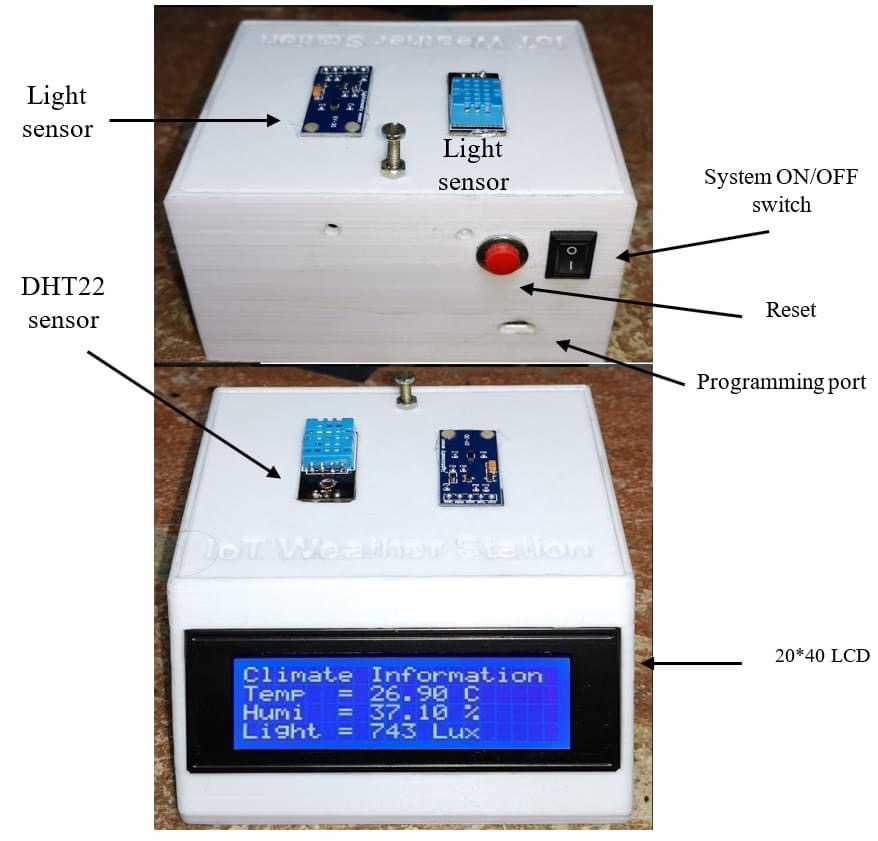 IoT Weather Station
Light
sensor
Light
sensor
System ON/OFF
switch
DHT22
sensor
Reset
Programming port
IoT Weather Station
Climate Information
Temp = 26.90 C
Humi = 37.10 %
Light = 743 Lux
20*40 LCD